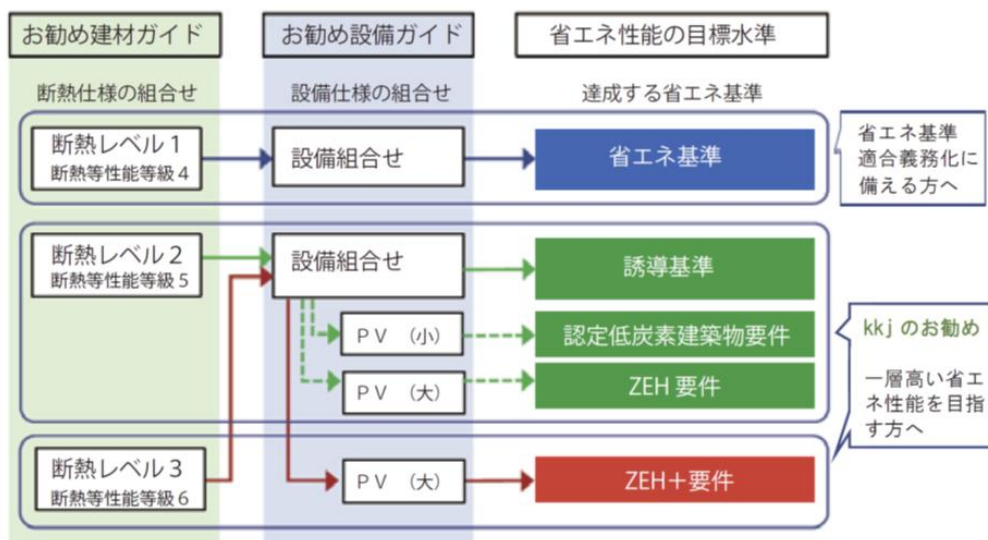 お勧め建材ガイド
お勧め設備ガイド
省エネ性能の目標水準
断熱仕様の組合せ
設備仕様の組合せ
達成する省エネ基準
断熱レベル1
断熱等性能等級4
設備組合せ
省エネ基準
省エネ基準
適合義務化に
備える方へ
断熱レベル2
断熱等性能等級5
設備組合せ
誘導基準
PV (小)
認定低炭素建築物要件
PV (大)
ZEH 要件
kkj のお勧め
一層高い省エ
ネ性能を目指
す方へ
断熱レベル3
断熱等性能等級6
PV (大)
ZEH+要件